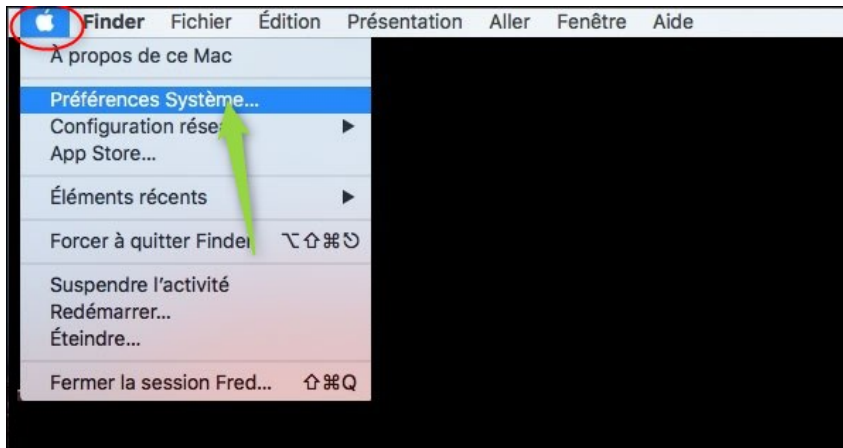 Finder Fichier Édition Présentation Aller Fenêtre Aide
À propos de ce Mac
Préférences Système...
Configuration
App Store...
Éléments récents
Forcer à quitter Finder ⌥⇧⌘⎋
Suspendre l'activité
Redémarrer...
Éteindre...
Fermer la session Fred... ⇧⌘Q